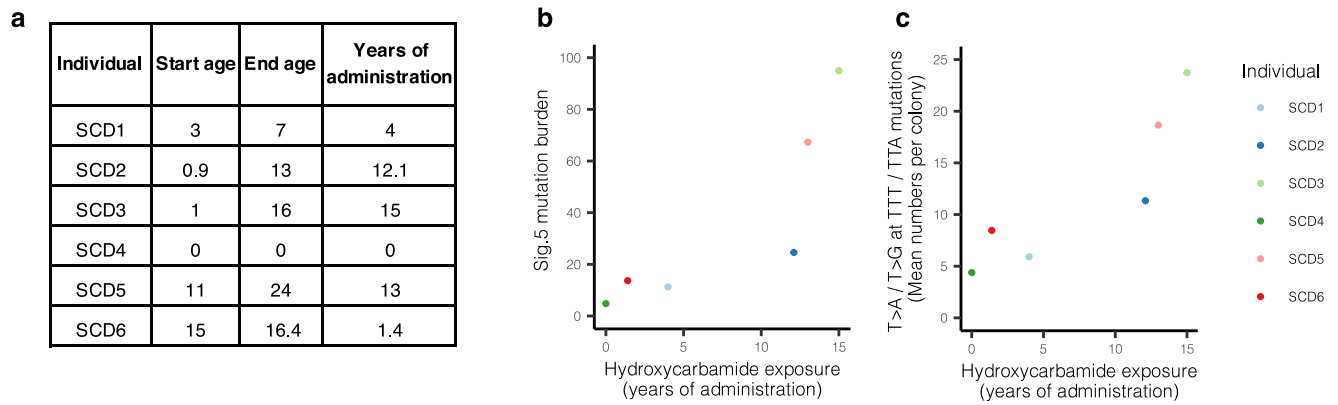 a
Individual Start age End age Years of
administration
SCD1 3 7 4
SCD2 0.9 13 12.1
SCD3 1 16 15
SCD4 0 0 0
SCD5 11 24 13
SCD6 15 16.4 1.4
b
Sig.5 mutation burden
100
80
60
40
20
0
0 5 10 15
Hydroxycarbamide exposure
(years of administration)
c
T>A / T>G at TTT / TTA mutations
(Mean numbers per colony)
25
20
15
10
5
0
0 5 10 15
Hydroxycarbamide exposure
(years of administration)
Individual
SCD1
SCD2
SCD3
SCD4
SCD5
SCD6